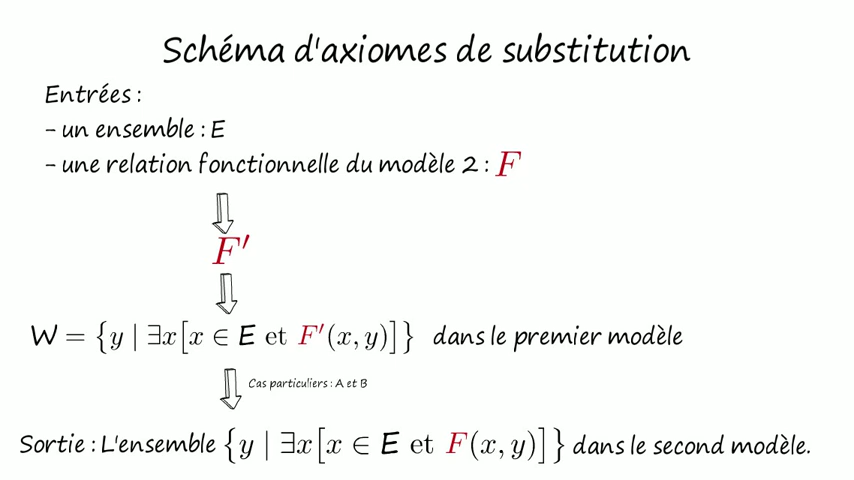 Schéma d'axiomes de substitution
Entrées :
- un ensemble : E
- une relation fonctionnelle du modèle 2 : F
F′
W = {y | ∃x[x ∈ E et F′(x, y)]} dans le premier modèle
Cas particuliers : A et B
Sortie : L'ensemble {y | ∃x[x ∈ E et F(x, y)]} dans le second modèle.